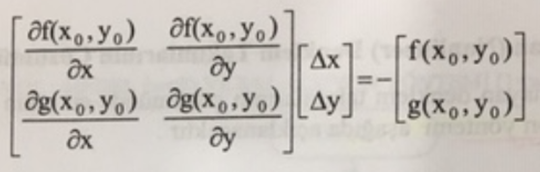 ∂f(x₀,y₀)/∂x ∂f(x₀,y₀)/∂y [Δx] =- [f(x₀,y₀)]
∂g(x₀,y₀)/∂x ∂g(x₀,y₀)/∂y [Δy] [g(x₀,y₀)]